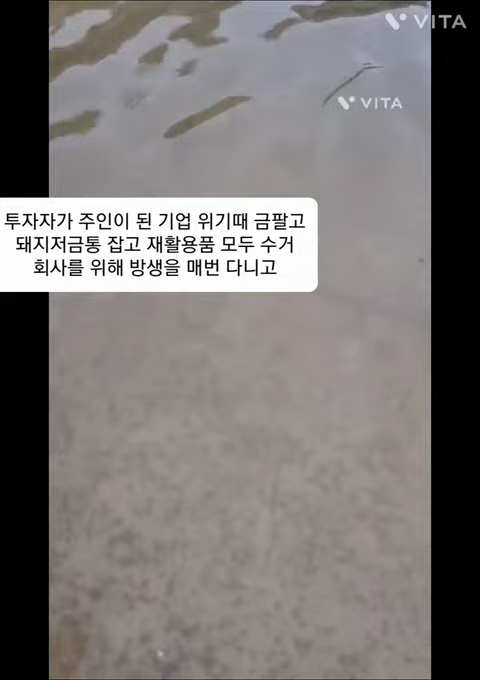 VITA
VITA
투자자가 주인이 된 기업 위기때 금팔고
돼지저금통 잡고 재활용품 모두 수거
회사를 위해 방생을 매번 다니고